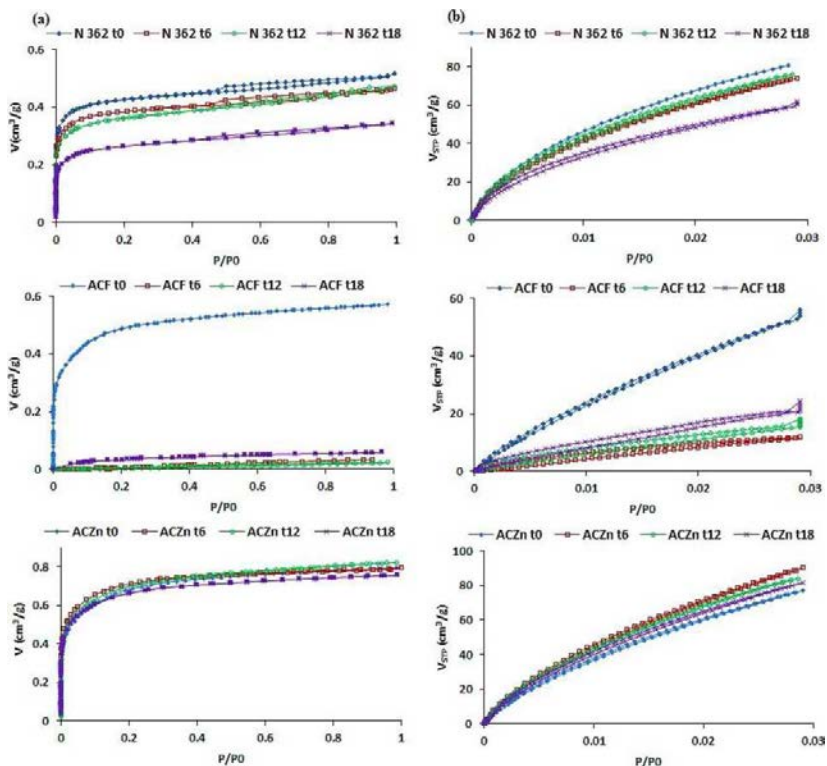 (a)
N 362 t0 N 362 t6 N 362 t12 N 362 t18
0.6
0.4
0.2
0
V (cm³/g)
0 0.2 0.4 0.6 0.8 1
P/P0
(b)
N 362 t0 N 362 t6 N 362 t12 N 362 t18
80
60
40
20
0
V_STP (cm³/g)
0 0.01 0.02 0.03
P/P0
ACF t0 ACF t6 ACF t12 ACF t18
0.6
0.4
0.2
0
V (cm³/g)
0 0.2 0.4 0.6 0.8 1
P/P0
ACF t0 ACF t6 ACF t12 ACF t18
60
40
20
0
V_STP (cm³/g)
0 0.01 0.02 0.03
P/P0
ACZn t0 ACZn t6 ACZn t12 ACZn t18
0.8
0.6
0.4
0.2
0
V (cm³/g)
0 0.2 0.4 0.6 0.8 1
P/P0
ACZn t0 ACZn t6 ACZn t12 ACZn t18
100
80
60
40
20
0
V_STP (cm³/g)
0 0.01 0.02 0.03
P/P0